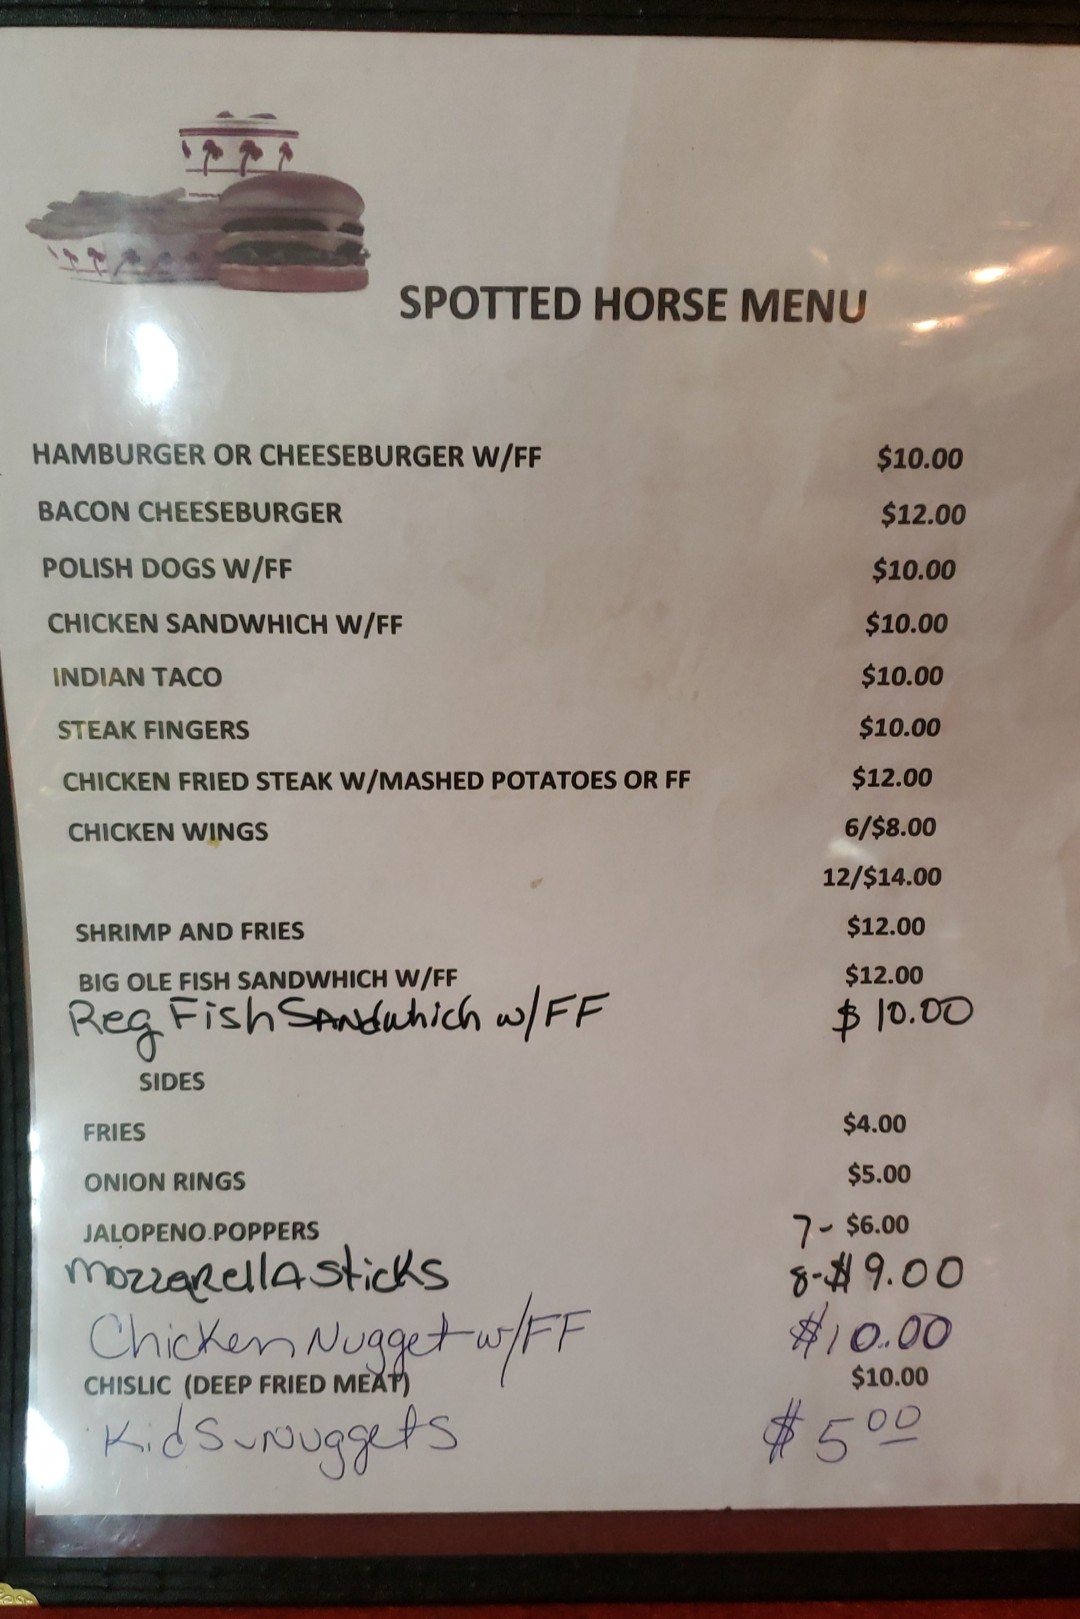 SPOTTED HORSE MENU
HAMBURGER OR CHEESEBURGER W/FF $10.00
BACON CHEESEBURGER $12.00
POLISH DOGS W/FF $10.00
CHICKEN SANDWHICH W/FF $10.00
INDIAN TACO $10.00
STEAK FINGERS $10.00
CHICKEN FRIED STEAK W/MASHED POTATOES OR FF $12.00
CHICKEN WINGS 6/$8.00
12/$14.00
SHRIMP AND FRIES $12.00
BIG OLE FISH SANDWHICH W/FF $12.00
Reg Fish Sandwhich w/FF $10.00
SIDES
FRIES $4.00
ONION RINGS $5.00
JALOPENO.POPPERS 7- $6.00
mozzarella sticks 8-$9.00
Chicken Nugget w/FF $10.00
CHISLIC (DEEP FRIED MEAT) $10.00
Kids nuggets $5.00